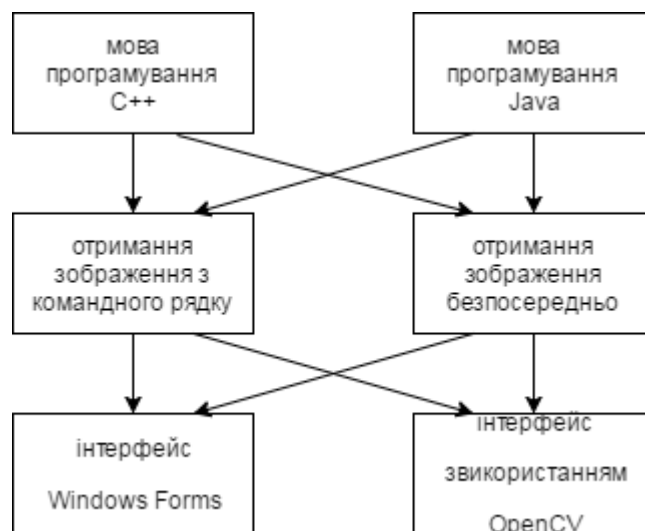 мова
програмування
C++
мова
програмування
Java
отримання
зображення з
командного рядку
отримання
зображення
безпосередньо
інтерфейс
Windows Forms
інтерфейс
звикористанням
OpenCV